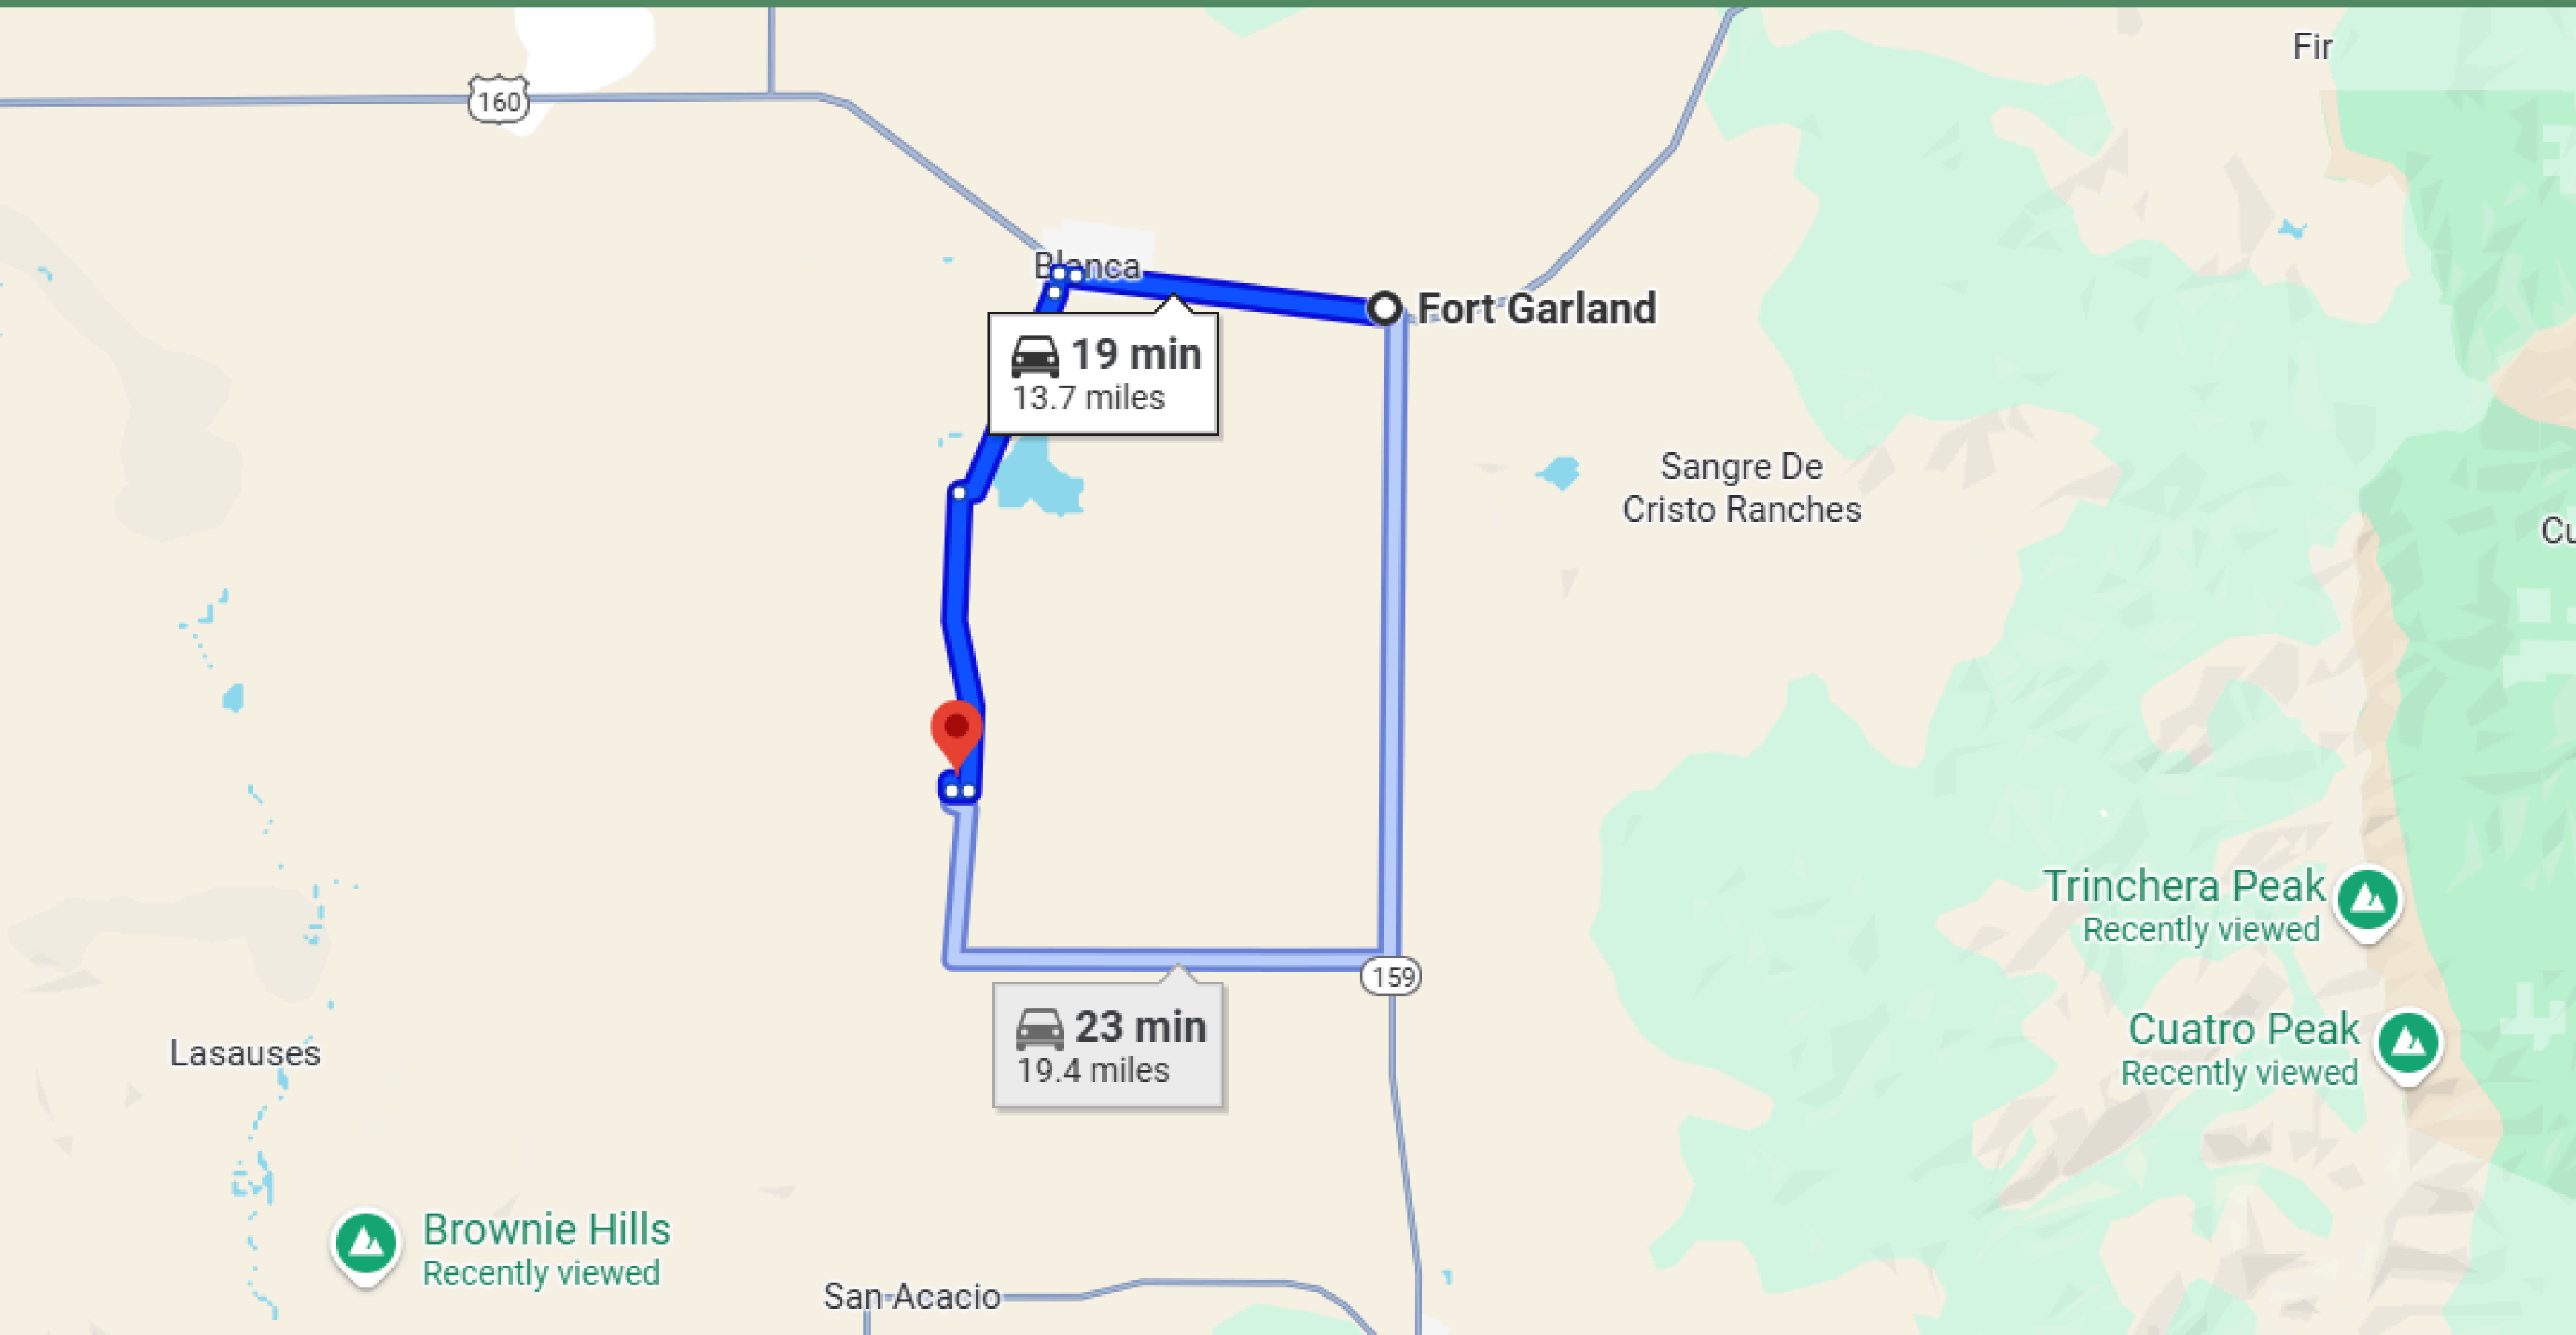 Fir
160
Blanca
Fort Garland
19 min
13.7 miles
Sangre De
Cristo Ranches
Trinchera Peak
Recently viewed
159
23 min
19.4 miles
Cuatro Peak
Recently viewed
Lasauses
Brownie Hills
Recently viewed
San Acacio